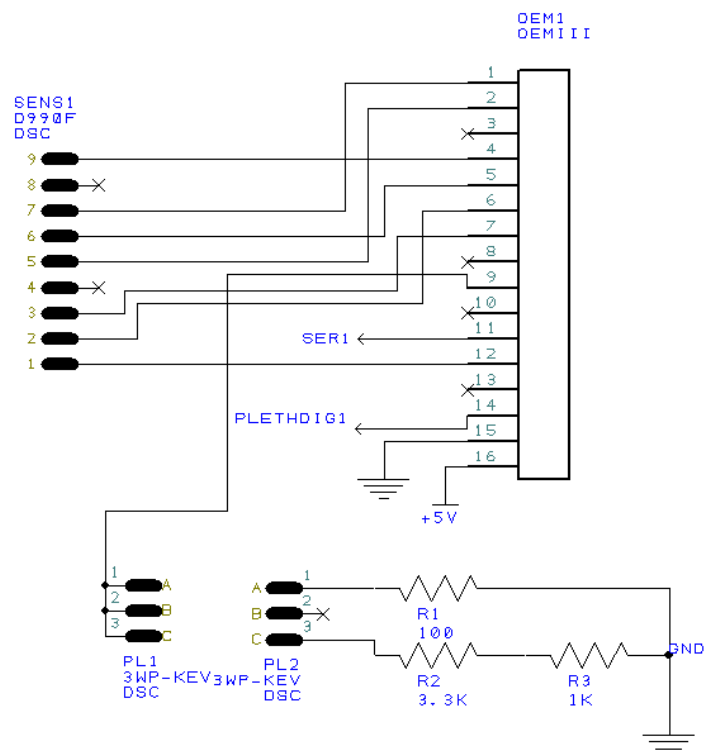 OEM1
OEMIII
1
2
3
4
5
6
7
8
9
10
11
12
13
14
15
16
SENS1
D990F
DSC
9
8
7
6
5
4
3
2
1
SER1
PLETHDIG1
+5V
1
2
3
A
B
C
PL1
3WP-KEV
DSC
A
B
C
1
2
3
PL2
3WP-KEV
DSC
R1
100
R2
3.3K
R3
1K
GND